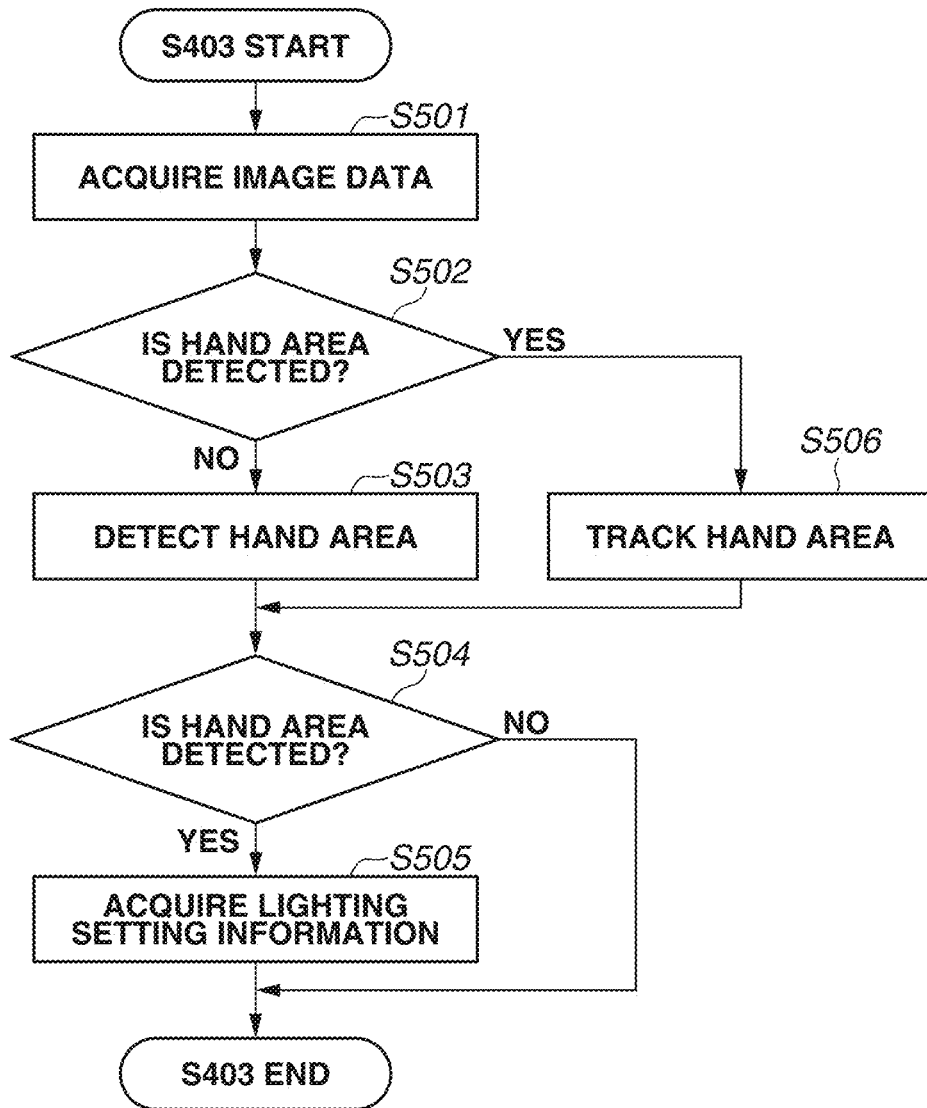 S403 START
S501
ACQUIRE IMAGE DATA
S502
IS HAND AREA
DETECTED?
YES
NO
S503
DETECT HAND AREA
S506
TRACK HAND AREA
S504
IS HAND AREA
DETECTED?
NO
YES
S505
ACQUIRE LIGHTING
SETTING INFORMATION
S403 END